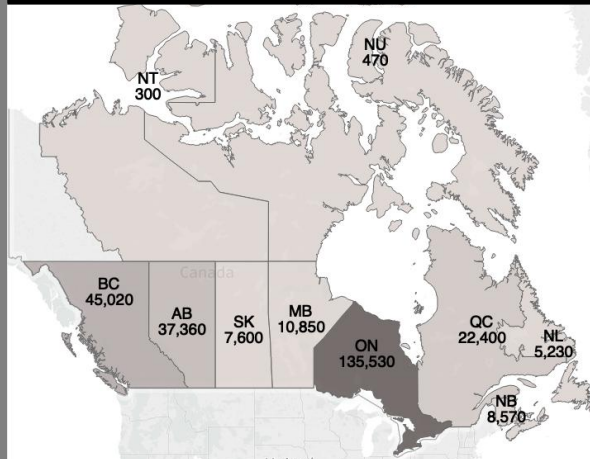 NU
470
NT
300
Canada
BC
45,020
AB
37,360
SK
7,600
MB
10,850
ON
135,530
QC
22,400
NL
5,230
NB
8,570